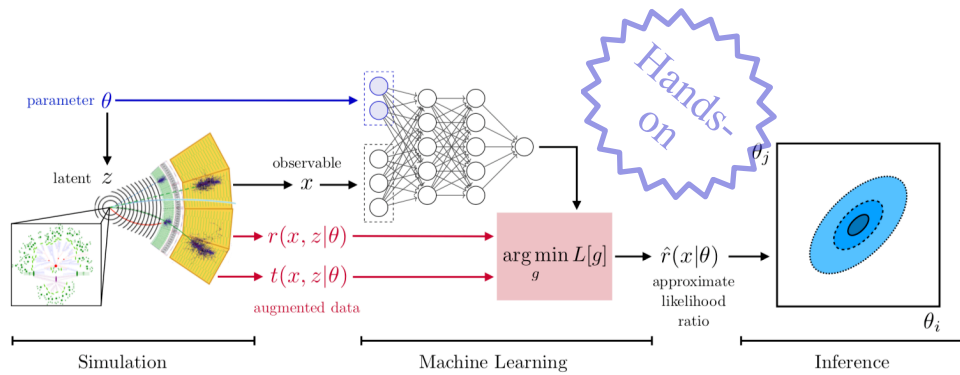 Hands-
on
parameter θ
observable
latent z
x
θj
r(x, z|θ)
t(x, z|θ)
augmented data
arg min L[g]
g
r̂(x|θ)
approximate
likelihood
ratio
θi
Simulation
Machine Learning
Inference